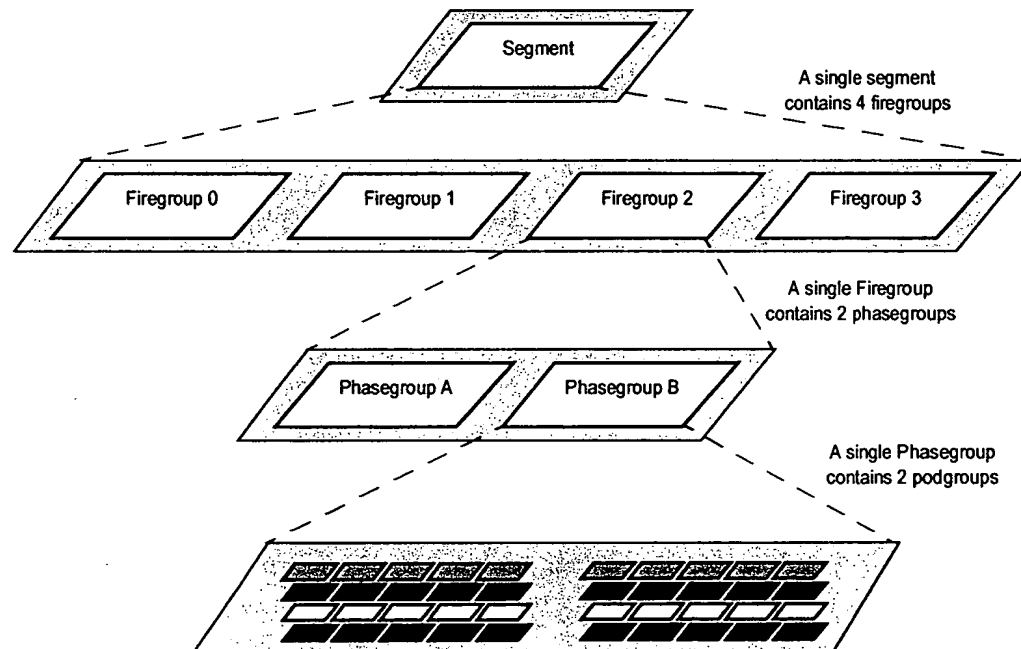 Segment
A single segment
contains 4 firegroups
Firegroup 0
Firegroup 1
Firegroup 2
Firegroup 3
A single Firegroup
contains 2 phasegroups
Phasegroup A
Phasegroup B
A single Phasegroup
contains 2 podgroups